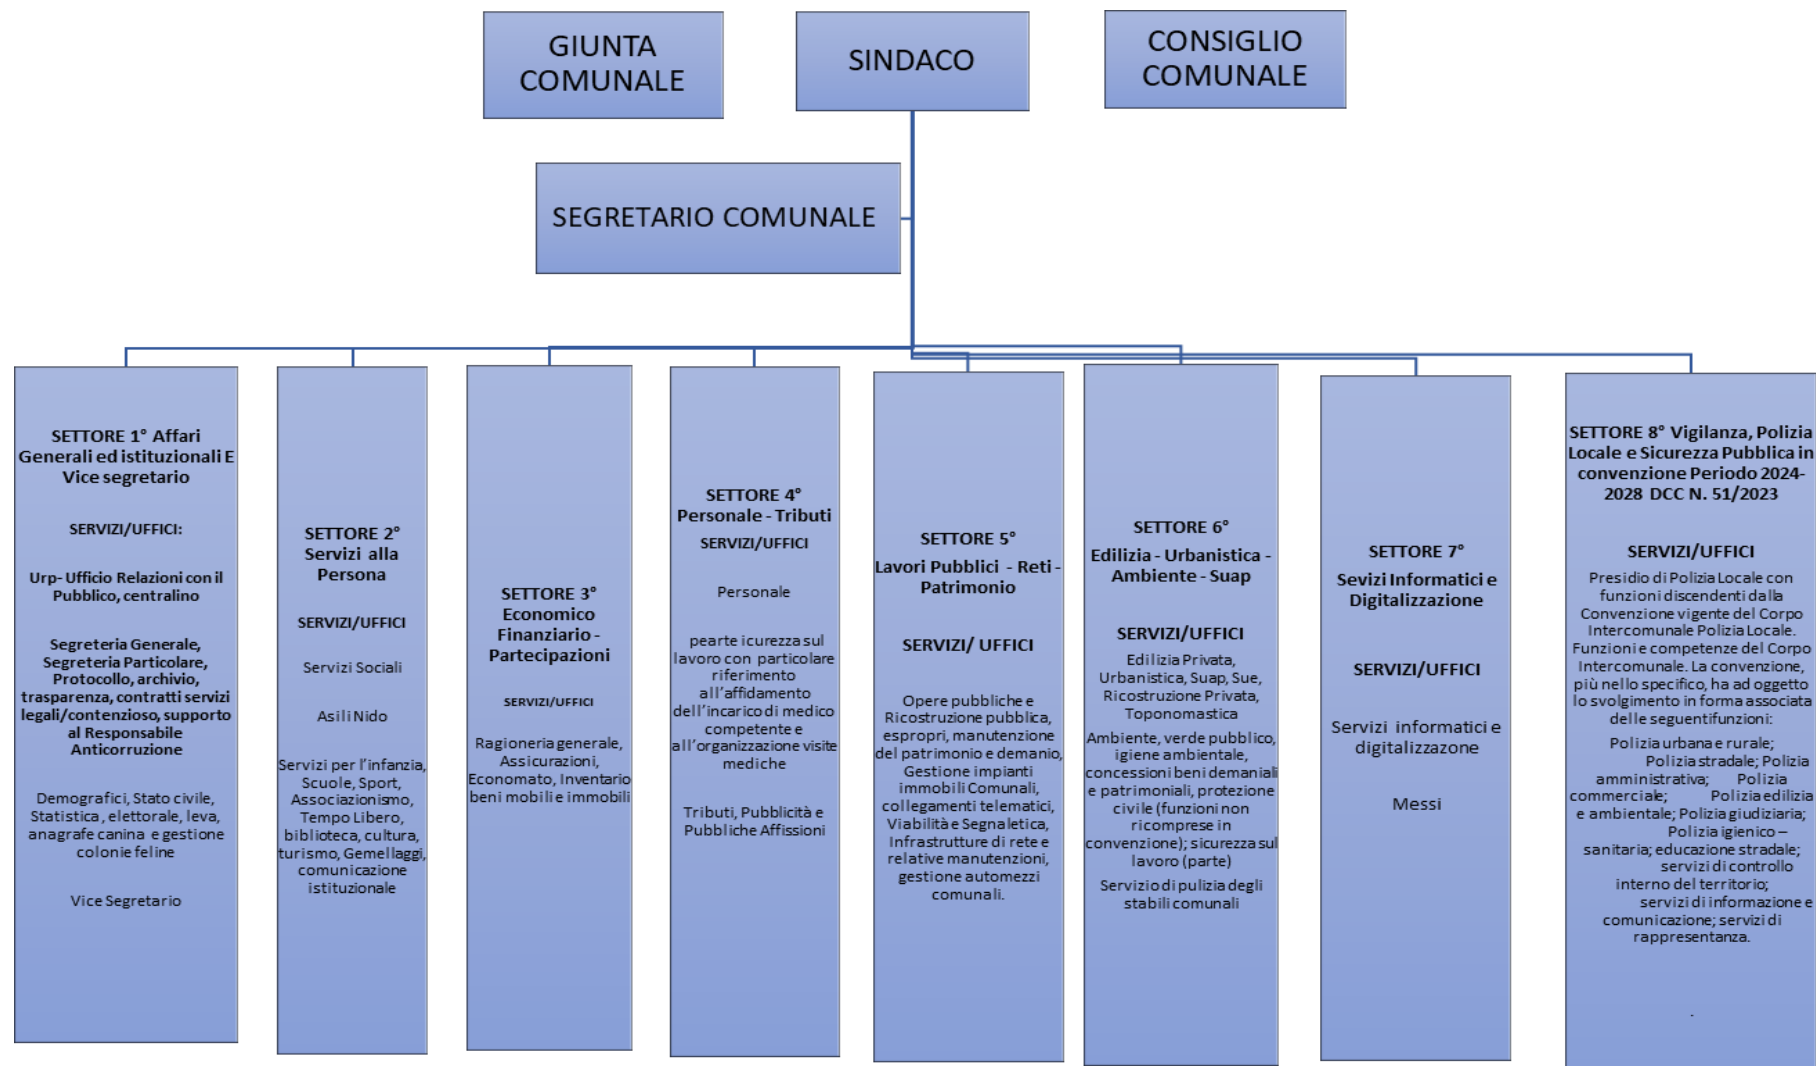 GIUNTA
COMUNALE
SINDACO
CONSIGLIO
COMUNALE
SEGRETARIO COMUNALE
SETTORE 1° Affari
Generali ed istituzionali E
Vice segretario
SERVIZI/UFFICI:
Urp- Ufficio Relazioni con il
Pubblico, centralino
Segreteria Generale,
Segreteria Particolare,
Protocollo, archivio,
trasparenza, contratti servizi
legali/contenzioso, supporto
al Responsabile
Anticorruzione
Demografici, Stato civile,
Statistica, elettorale, leva,
anagrafe canina e gestione
colonie feline
Vice Segretario
SETTORE 2°
Servizi alla
Persona
SERVIZI/UFFICI
Servizi Sociali
Asili Nido
Servizi per l'infanzia,
Scuole, Sport,
Associazionismo,
Tempo Libero,
biblioteca, cultura,
turismo, Gemellaggi,
comunicazione
istituzionale
SETTORE 3°
Economico
Finanziario -
Partecipazioni
SERVIZI/UFFICI
Ragioneria generale,
Assicurazioni,
Economato, Inventario
beni mobili e immobili
SETTORE 4°
Personale - Tributi
SERVIZI/UFFICI
Personale
pearte icurezza sul
lavoro con particolare
riferimento
all'affidamento
dell'incarico di medico
competente e
all'organizzazione visite
mediche
Tributi, Pubblicità e
Pubbliche Affissioni
SETTORE 5°
Lavori Pubblici - Reti -
Patrimonio
SERVIZI/ UFFICI
Opere pubbliche e
Ricostruzione pubblica,
espropri, manutenzione
del patrimonio e demanio,
Gestione impianti
immobili Comunali,
collegamenti telematici,
Viabilità e Segnaletica,
Infrastrutture di rete e
relative manutenzioni,
gestione automezzi
comunali.
SETTORE 6°
Edilizia - Urbanistica -
Ambiente - Suap
SERVIZI/UFFICI
Edilizia Privata,
Urbanistica, Suap, Sue,
Ricostruzione Privata,
Toponomastica
Ambiente, verde pubblico,
igiene ambientale,
concessioni beni demaniali
e patrimoniali, protezione
civile (funzioni non
ricomprese in
convenzione); sicurezza sul
lavoro (parte)
Servizio di pulizia degli
stabili comunali
SETTORE 7°
Sevizi Informatici e
Digitalizzazione
SERVIZI/UFFICI
Servizi informatici e
digitalizzazone
Messi
SETTORE 8° Vigilanza, Polizia
Locale e Sicurezza Pubblica in
convenzione Periodo 2024-
2028 DCC N. 51/2023
SERVIZI/UFFICI
Presidio di Polizia Locale con
funzioni discendenti dalla
Convenzione vigente del Corpo
Intercomunale Polizia Locale.
Funzioni e competenze del Corpo
Intercomunale. La convenzione,
più nello specifico, ha ad oggetto
lo svolgimento in forma associata
delle seguentifunzioni:
Polizia urbana e rurale;
Polizia stradale; Polizia
amministrativa; Polizia
commerciale; Polizia edilizia
e ambientale; Polizia giudiziaria;
Polizia igienico –
sanitaria; educazione stradale;
servizi di controllo
interno del territorio;
servizi di informazione e
comunicazione; servizi di
rappresentanza.
.